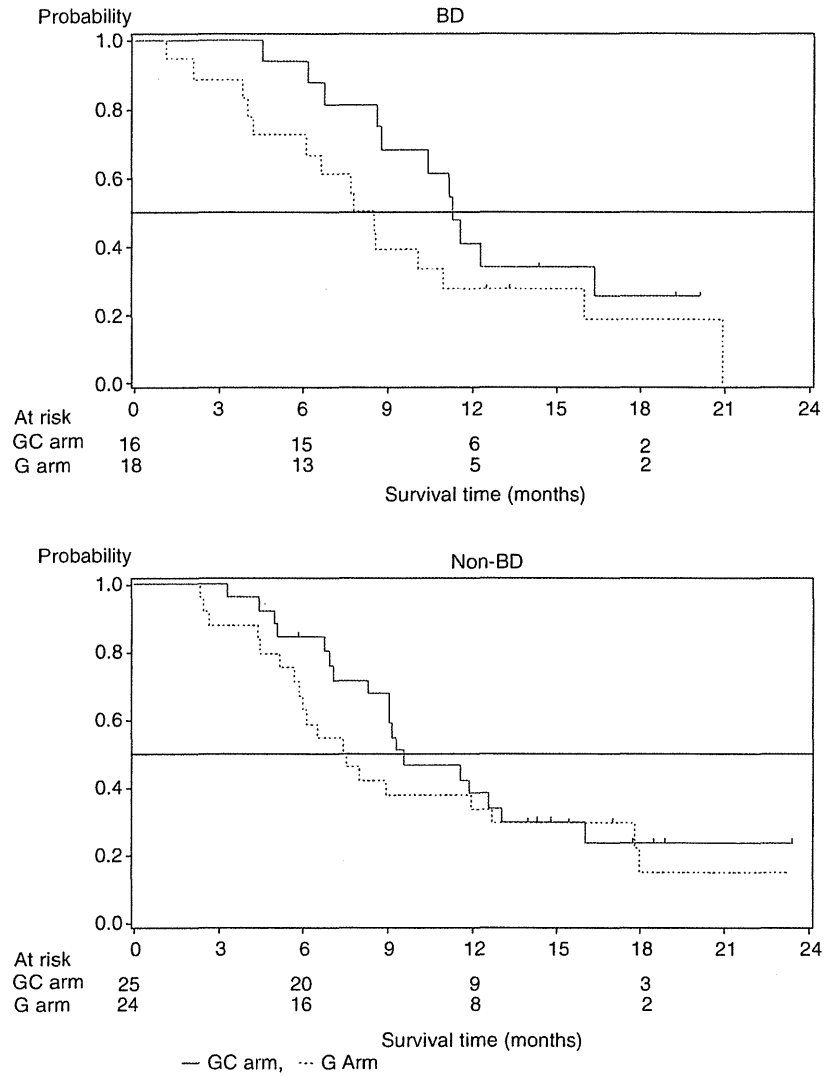 Probability
BD
1.0
0.8
0.6
0.4
0.2
0.0
0 3 6 9 12 15 18 21 24
At risk
GC arm 16 15 6 2
G arm 18 13 5 2
Survival time (months)
Probability
Non-BD
1.0
0.8
0.6
0.4
0.2
0.0
0 3 6 9 12 15 18 21 24
At risk
GC arm 25 20 9 3
G arm 24 16 8 2
Survival time (months)
GC arm, G Arm